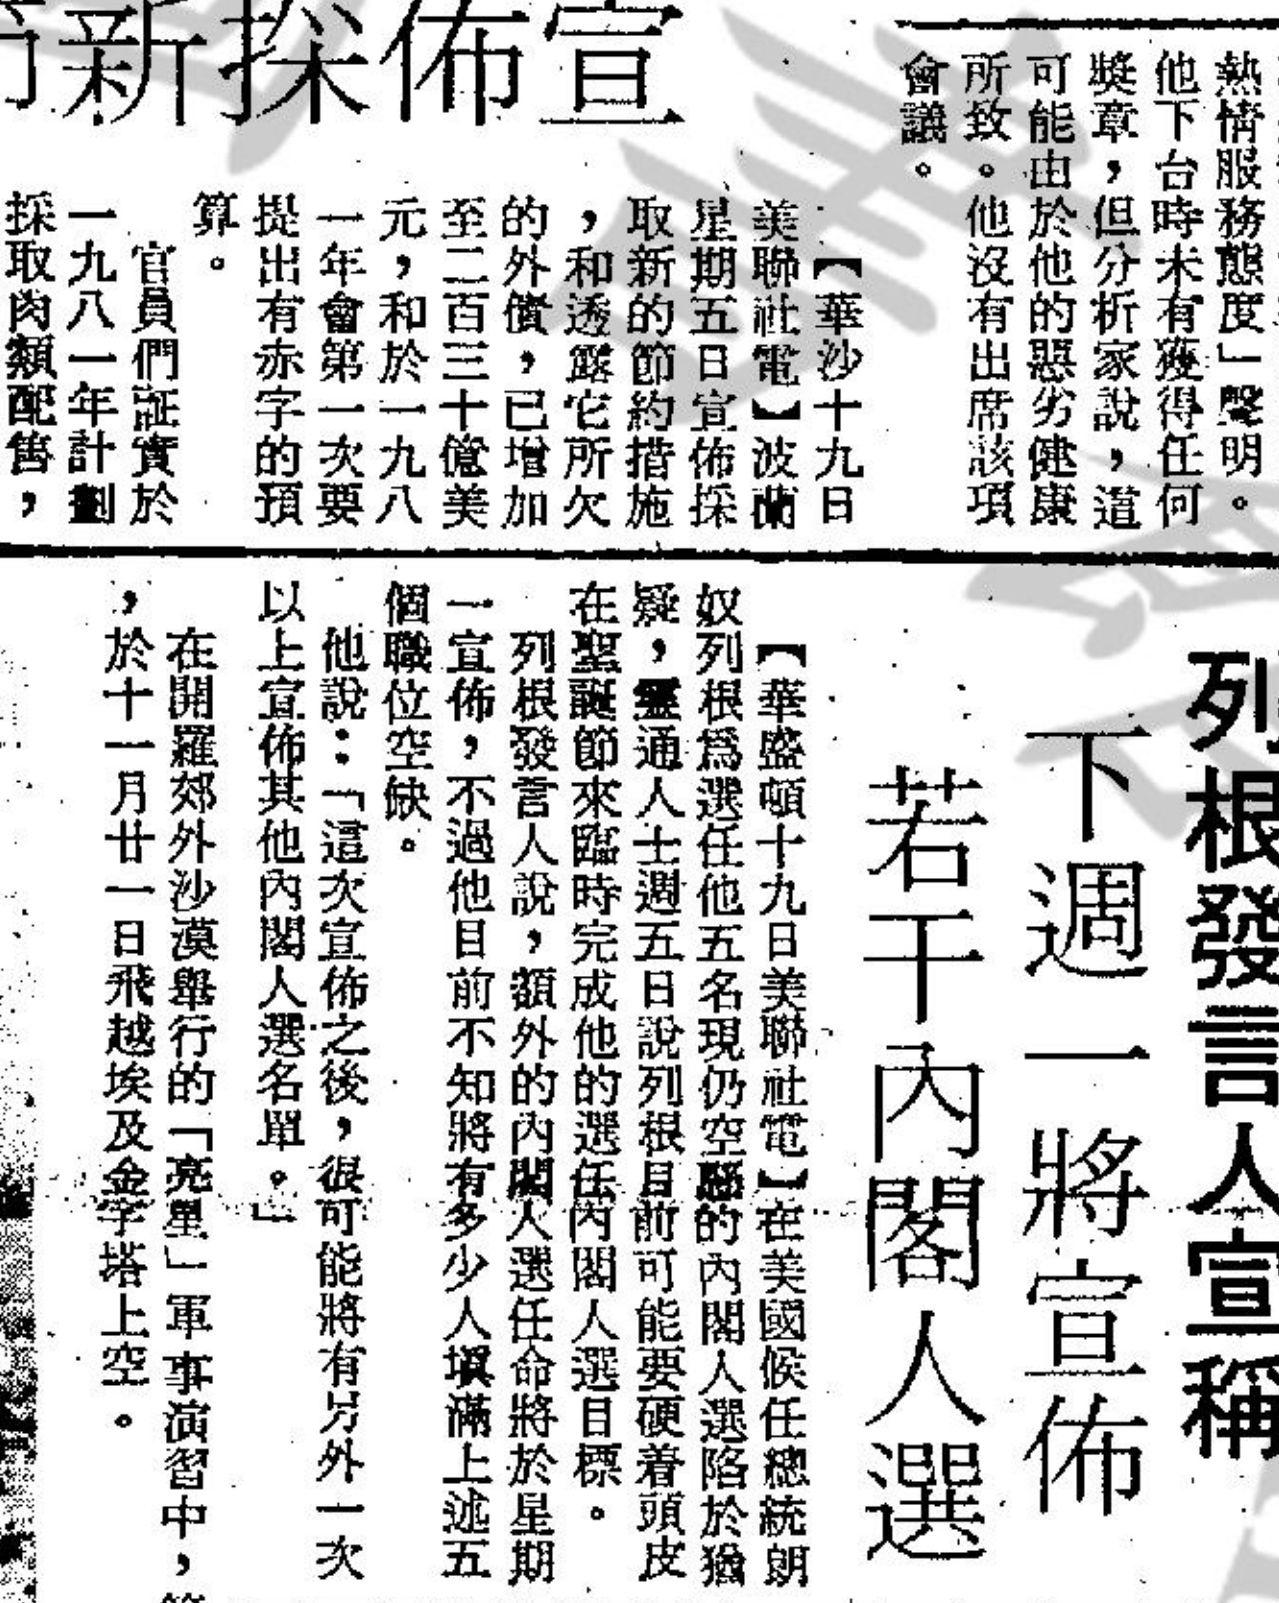 熱情服務態度」聲明。
他下台時未有獲得任何
獎章，但分析家說，這
可能由於他的惡劣健康
所致。他沒有出席該項
會議。
宣佈採新
【華沙十九日
美聯社電】波蘭
星期五日宣佈採
取新的節約措施
，和透露它所欠
的外債，已增加
至二百三十億美
元，和於一九八
一年會第一次要
提出有赤字的預
算。
官員們証實於
一九八一年計劃
採取肉類配售，
列根發言人宣稱
下週一將宣佈
若干內閣人選
【華盛頓十九日美聯社電】在美國候任總統朗
奴列根爲選任他五名現仍空懸的內閣人選陷於猶
疑，靈通人士週五日說列根目前可能要硬着頭皮
在聖誕節來臨時完成他的選任內閣人選目標。
列根發言人說，額外的內閣人選任命將於星期
一宣佈，不過他目前不知將有多少人塡滿上述五
個職位空缺。
他說：「這次宣佈之後，很可能將有另外一次
以上宣佈其他內閣人選名單。」
在開羅郊外沙漠舉行的「亮星」軍事演習中，
，於十一月廿一日飛越埃及金字塔上空。